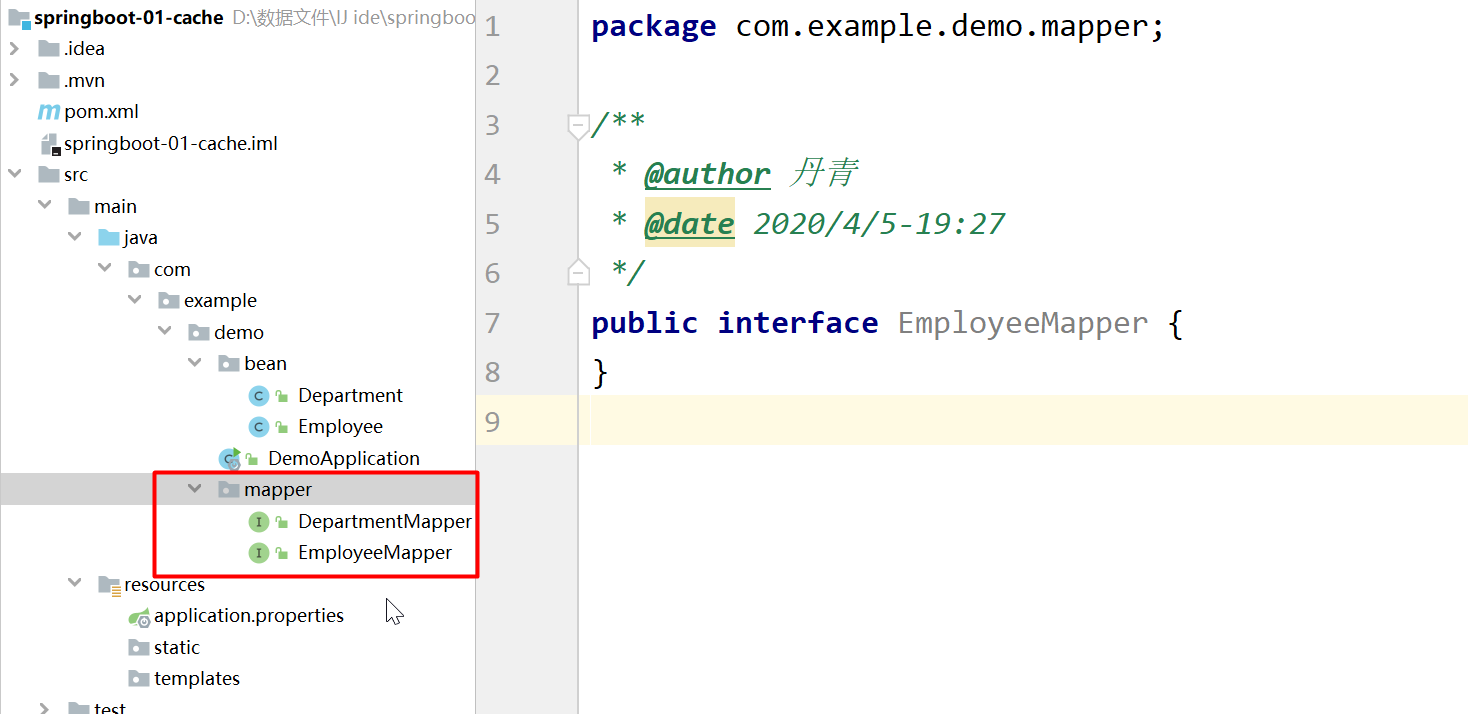 springboot-01-cache D:\数据文件\IJ ide\springboo
.idea
.mvn
pom.xml
springboot-01-cache.iml
src
main
java
com
example
demo
bean
Department
Employee
DemoApplication
mapper
DepartmentMapper
EmployeeMapper
resources
application.properties
static
templates
test
1 package com.example.demo.mapper;
2
3 /**
4 * @author 丹青
5 * @date 2020/4/5-19:27
6 */
7 public interface EmployeeMapper {
8 }
9